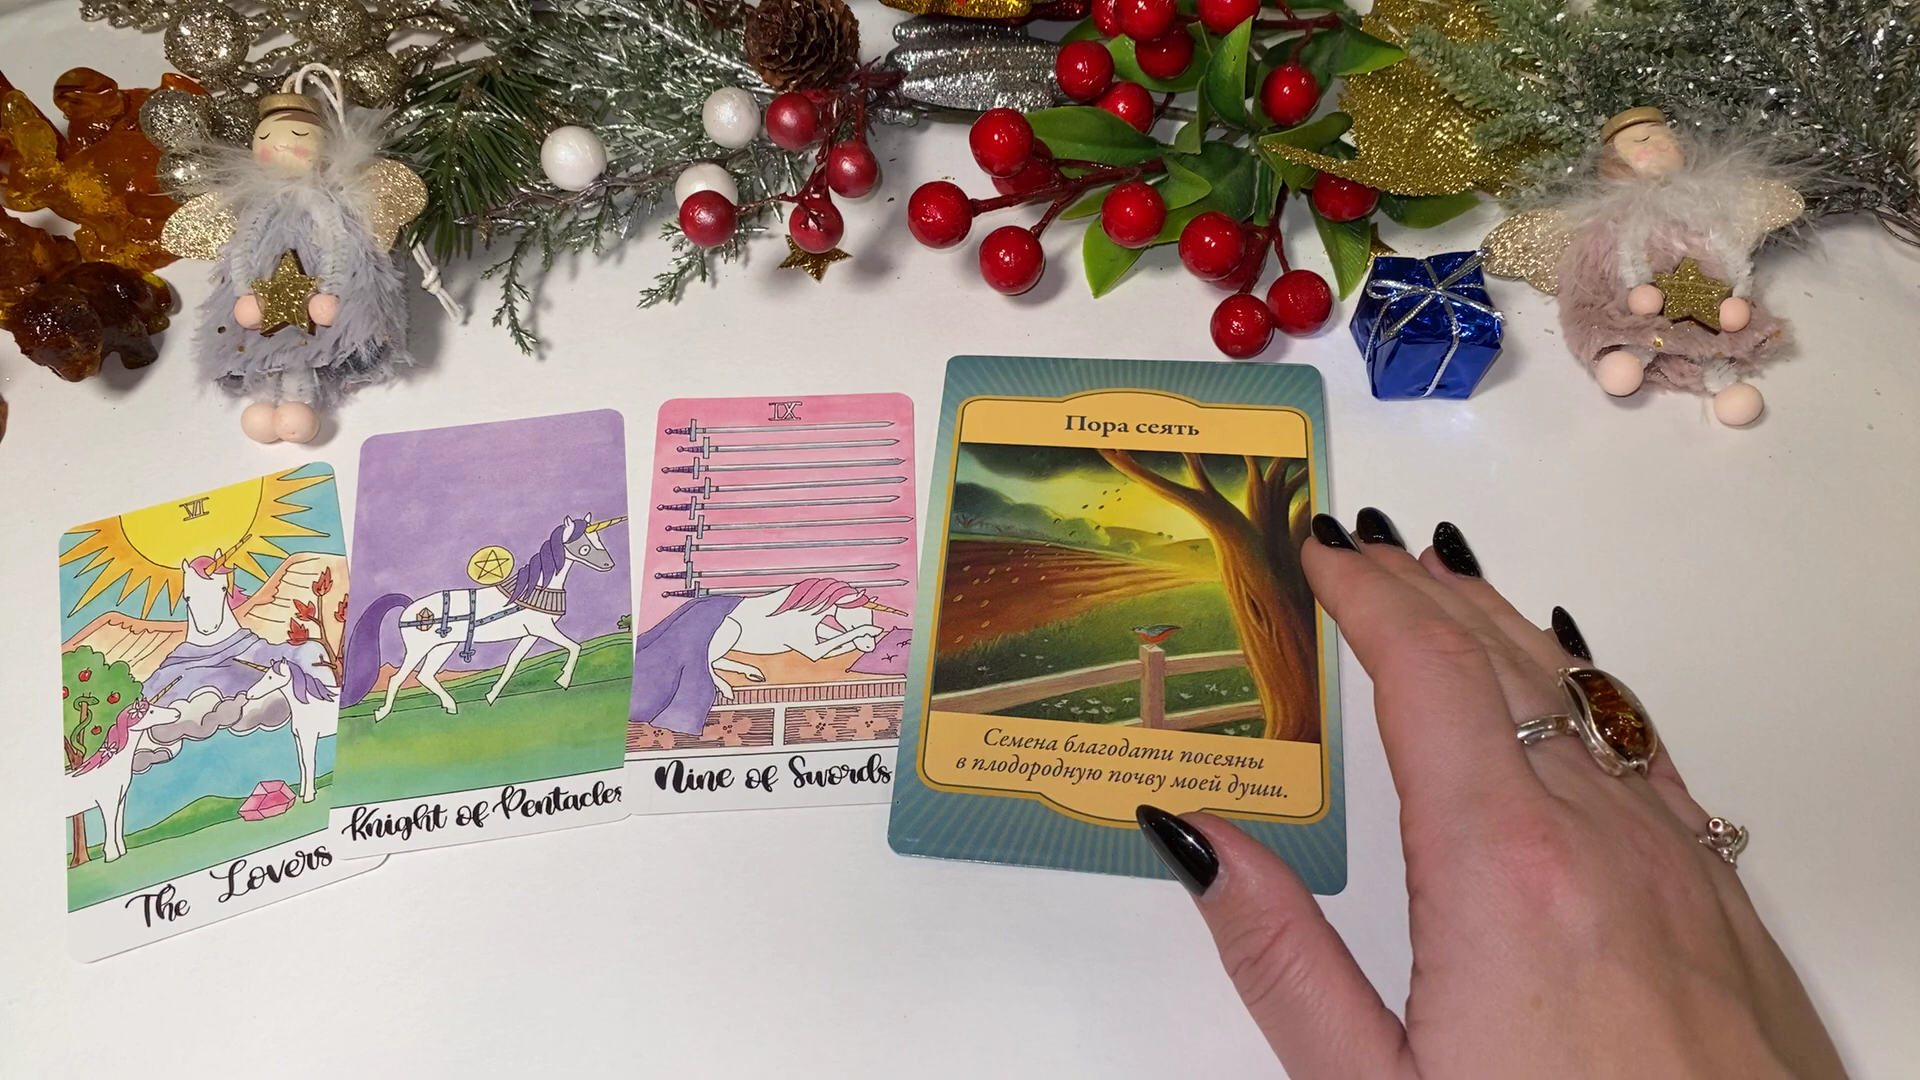 VI
The Lovers
Knight of Pentacles
IX
Nine of Swords
Пора сеять
Семена благодати посеяны
в плодородную почву моей души.